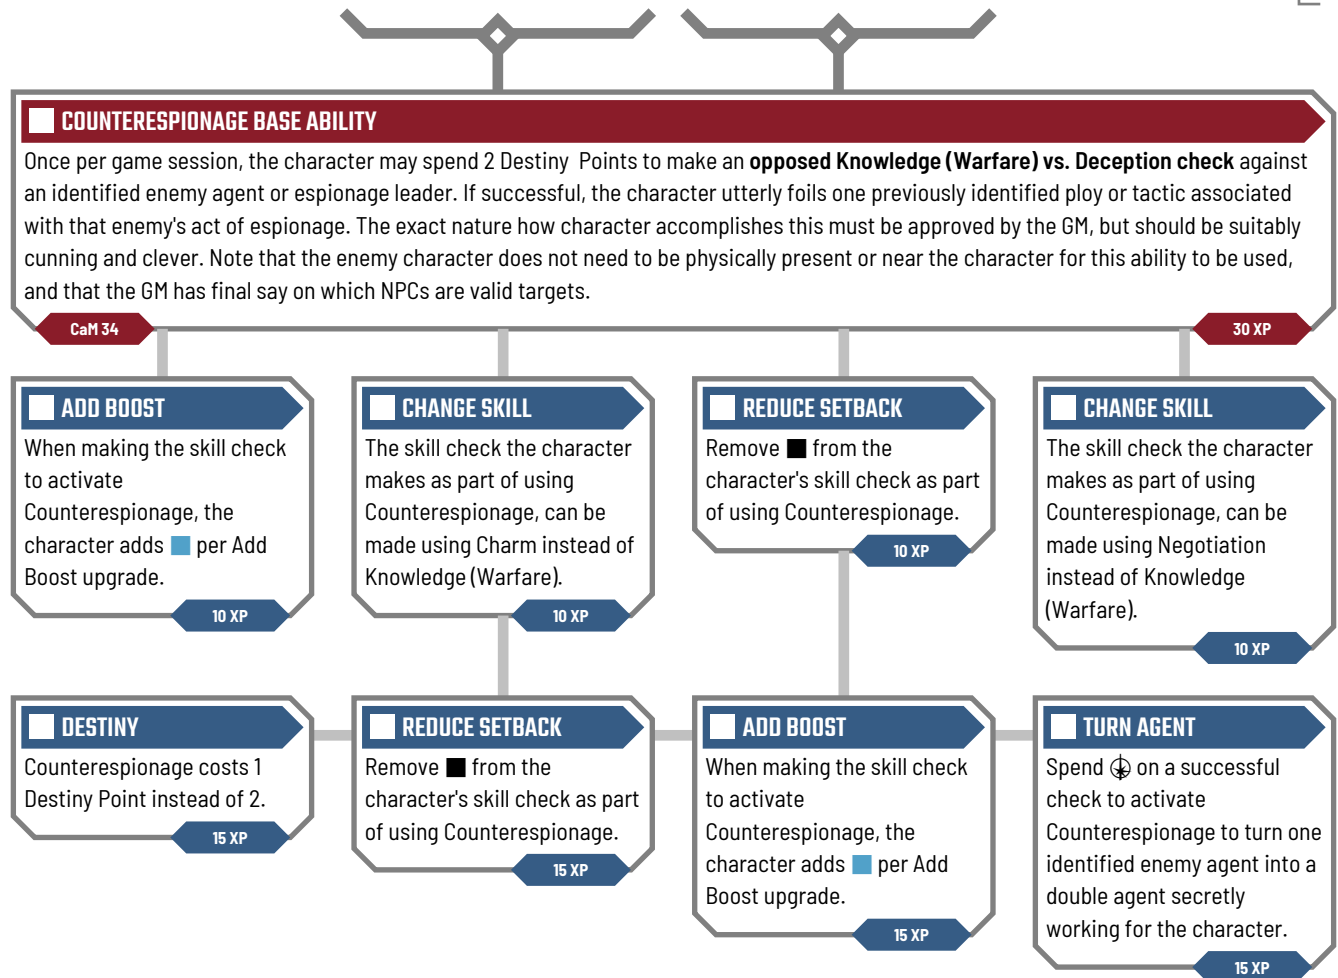 COUNTERESPIONAGE BASE ABILITY
Once per game session, the character may spend 2 Destiny Points to make an opposed Knowledge (Warfare) vs. Deception check against
an identified enemy agent or espionage leader. If successful, the character utterly foils one previously identified ploy or tactic associated
with that enemy's act of espionage. The exact nature how character accomplishes this must be approved by the GM, but should be suitably
cunning and clever. Note that the enemy character does not need to be physically present or near the character for this ability to be used,
and that the GM has final say on which NPCs are valid targets.
CaM 34
30 XP
ADD BOOST
When making the skill check
to activate
Counterespionage, the
character adds per Add
Boost upgrade.
10 XP
CHANGE SKILL
The skill check the character
makes as part of using
Counterespionage, can be
made using Charm instead of
Knowledge (Warfare).
10 XP
REDUCE SETBACK
Remove from the
character's skill check as part
of using Counterespionage.
10 XP
CHANGE SKILL
The skill check the character
makes as part of using
Counterespionage, can be
made using Negotiation
instead of Knowledge
(Warfare).
10 XP
DESTINY
Counterespionage costs 1
Destiny Point instead of 2.
15 XP
REDUCE SETBACK
Remove from the
character's skill check as part
of using Counterespionage.
15 XP
ADD BOOST
When making the skill check
to activate
Counterespionage, the
character adds per Add
Boost upgrade.
15 XP
TURN AGENT
Spend on a successful
check to activate
Counterespionage to turn one
identified enemy agent into a
double agent secretly
working for the character.
15 XP